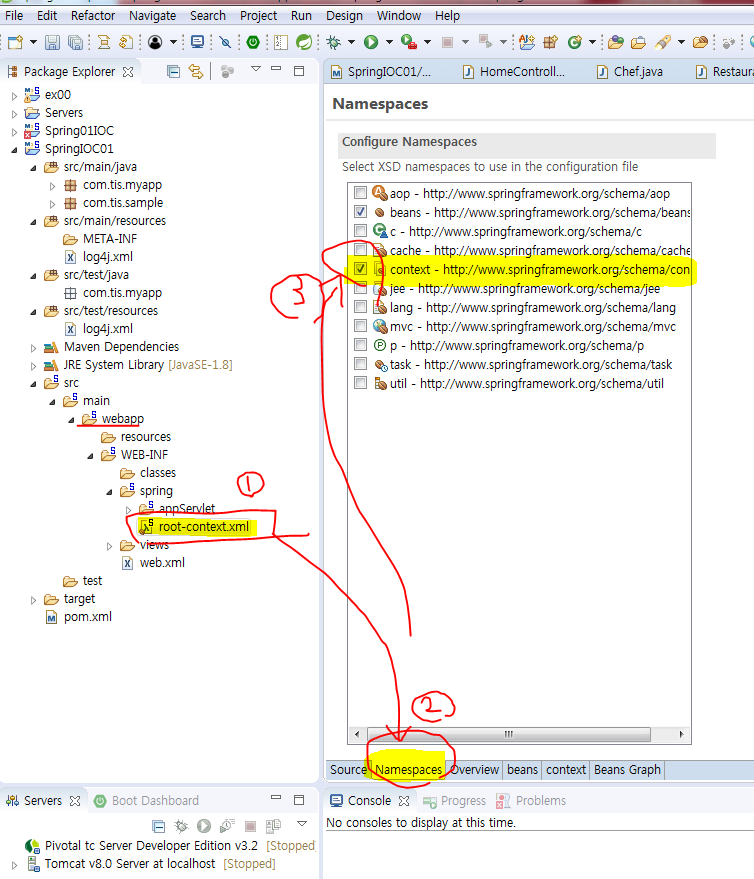 File Edit Refactor Navigate Search Project Run Design Window Help
Package Explorer
ex00
Servers
Spring01IOC
SpringIOC01
src/main/java
com.tis.myapp
com.tis.sample
src/main/resources
META-INF
log4j.xml
src/test/java
com.tis.myapp
src/test/resources
log4j.xml
Maven Dependencies
JRE System Library [JavaSE-1.8]
src
main
webapp
resources
WEB-INF
classes
spring
appServlet
root-context.xml
views
web.xml
test
target
pom.xml
①
SpringIOC01/... HomeControll... Chef.java Restaura
Namespaces
Configure Namespaces
Select XSD namespaces to use in the configuration file
aop - http://www.springframework.org/schema/aop
beans - http://www.springframework.org/schema/beans
c - http://www.springframework.org/schema/c
cache - http://www.springframework.org/schema/cache
context - http://www.springframework.org/schema/con
jee - http://www.springframework.org/schema/jee
lang - http://www.springframework.org/schema/lang
mvc - http://www.springframework.org/schema/mvc
p - http://www.springframework.org/schema/p
task - http://www.springframework.org/schema/task
util - http://www.springframework.org/schema/util
③
②
Source Namespaces Overview beans context Beans Graph
Servers Boot Dashboard
Pivotal tc Server Developer Edition v3.2 [Stopped
Tomcat v8.0 Server at localhost [Stopped]
Console Progress Problems
No consoles to display at this time.